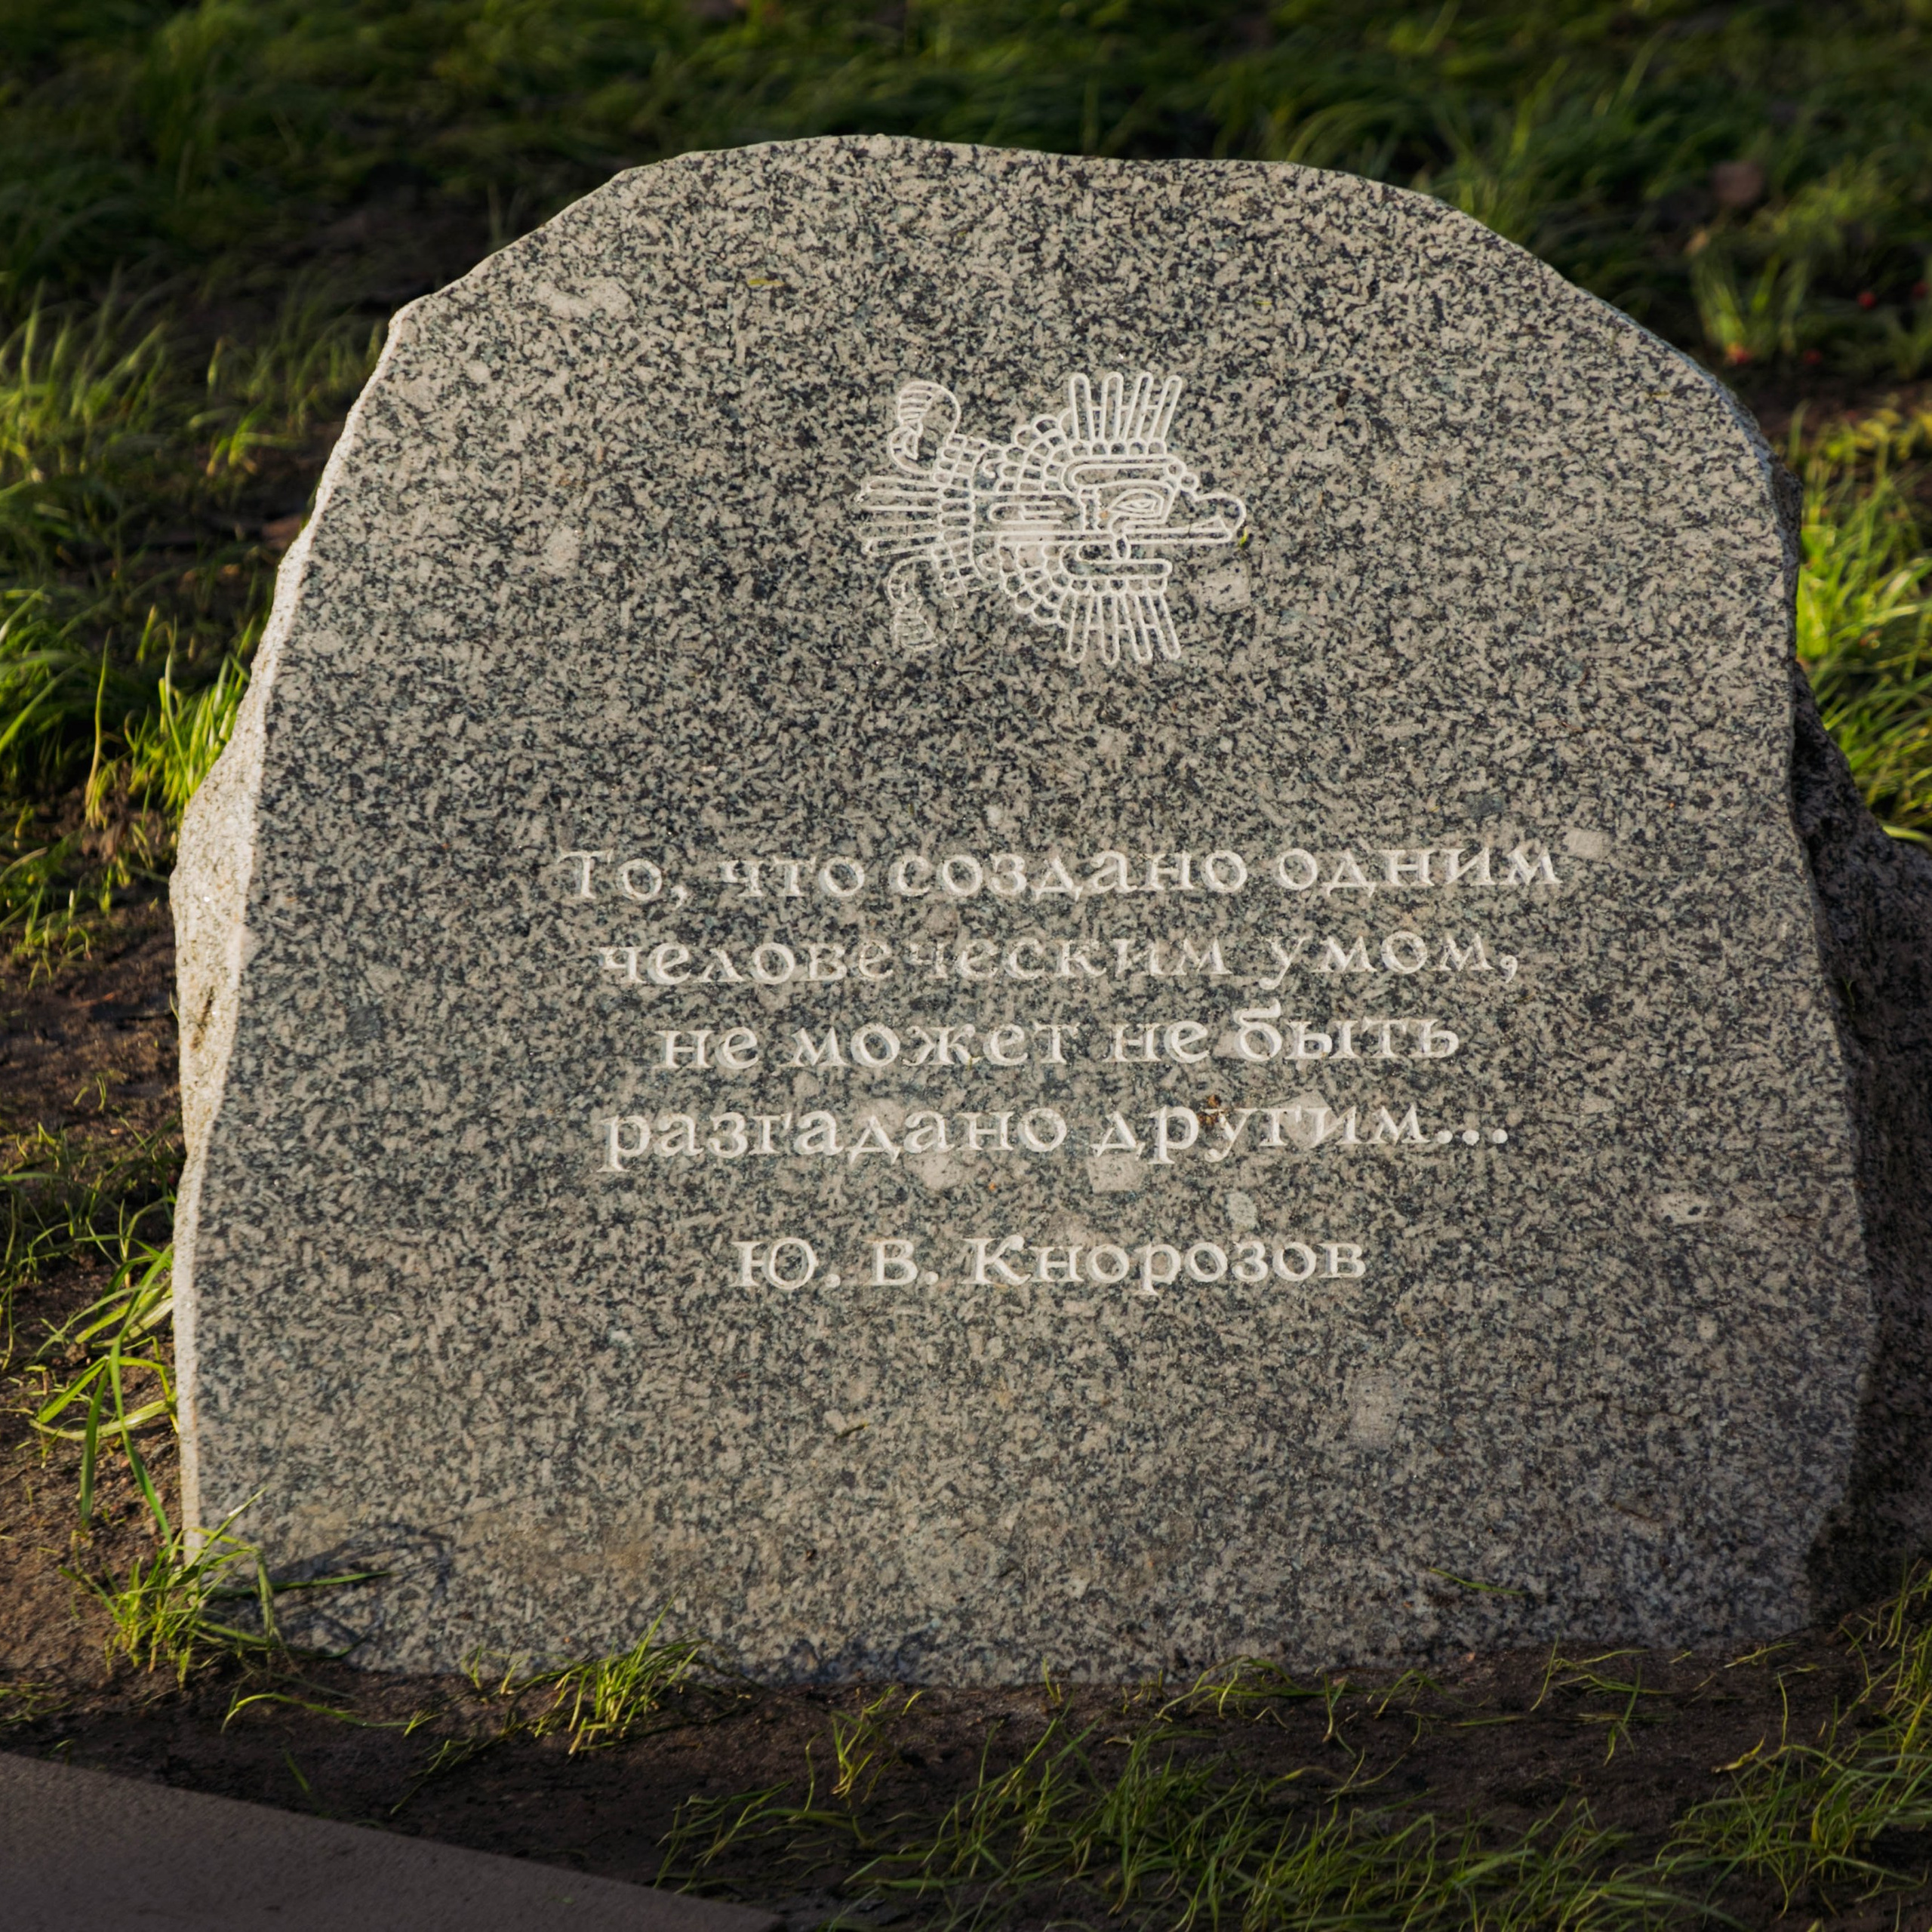 То, что создано одним
человеческим умом,
не может не быть
разгадано другим...
Ю. В. Кнорозов